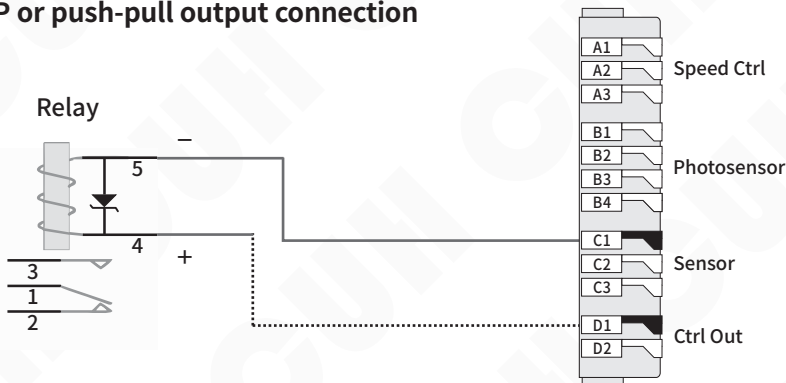 P or push-pull output connection
Relay
−
5
4
+
3
1
2
A1
A2
A3
Speed Ctrl
B1
B2
B3
B4
Photosensor
C1
C2
C3
Sensor
D1
D2
Ctrl Out